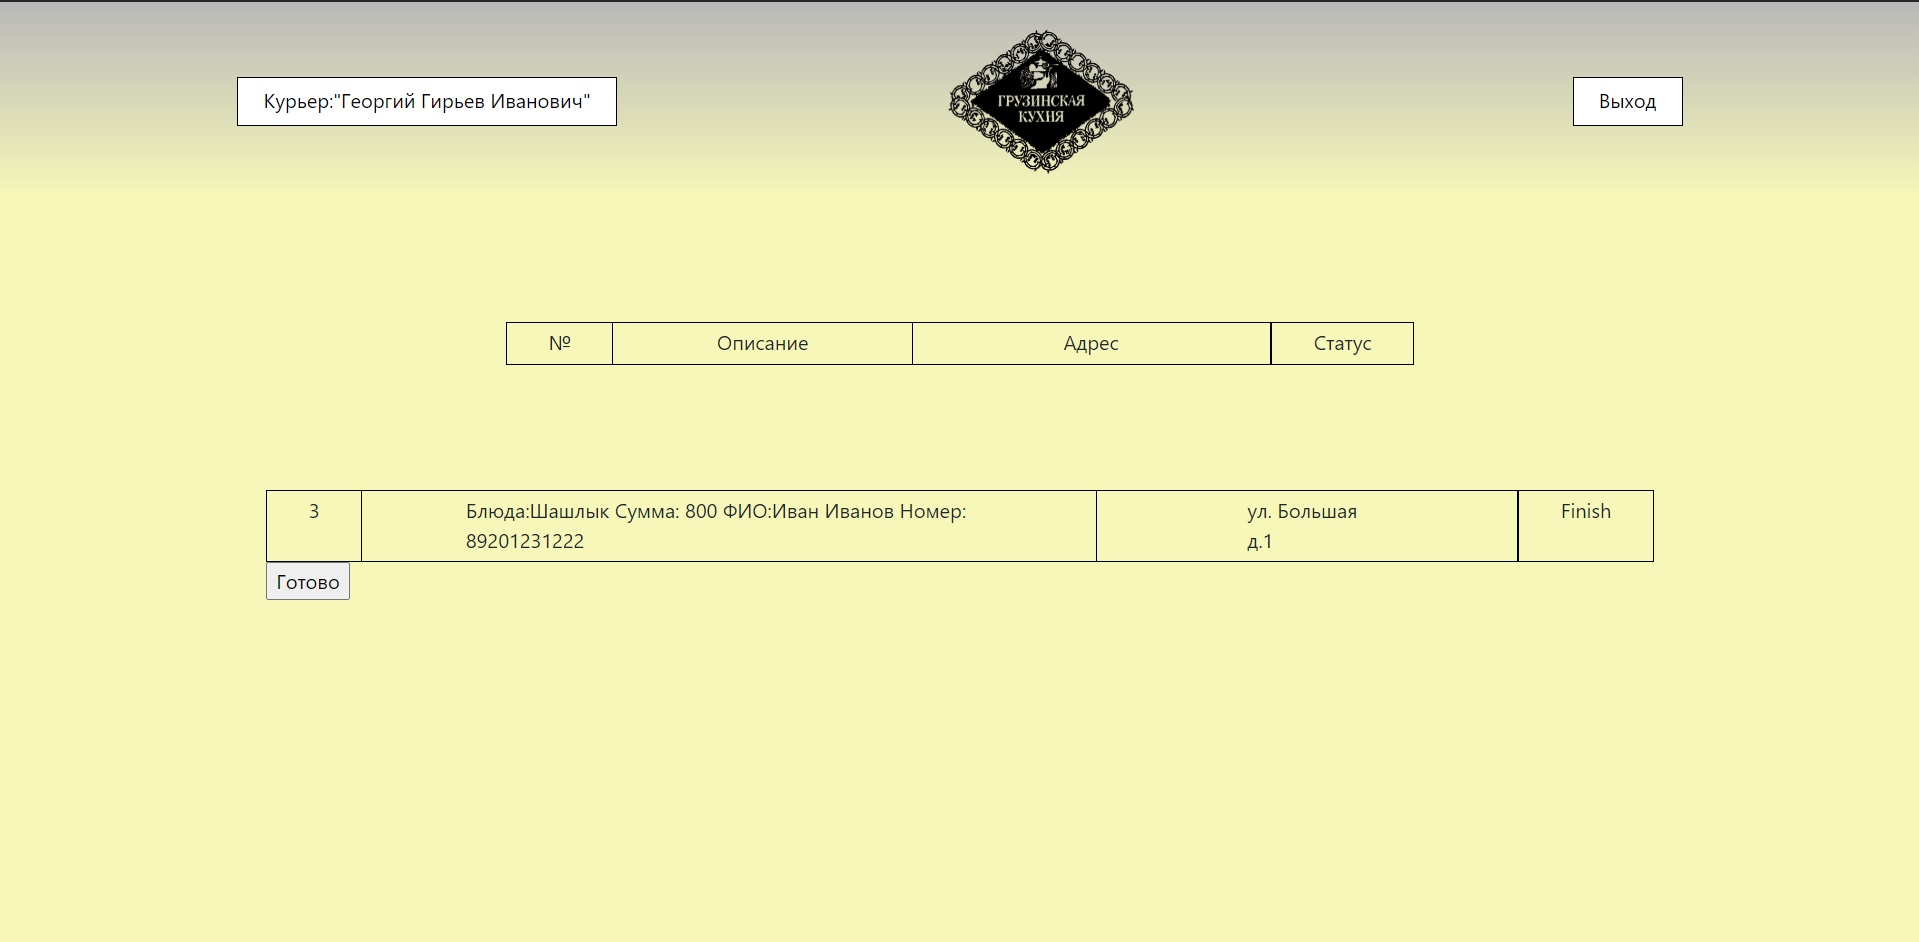 Курьер:"Георгий Гирьев Иванович"
ГРУЗИНСКАЯ
КУХНЯ
Выход
№ Описание Адрес Статус
3 Блюда:Шашлык Сумма: 800 ФИО:Иван Иванов Номер: ул. Большая Finish
89201231222 д.1
Готово